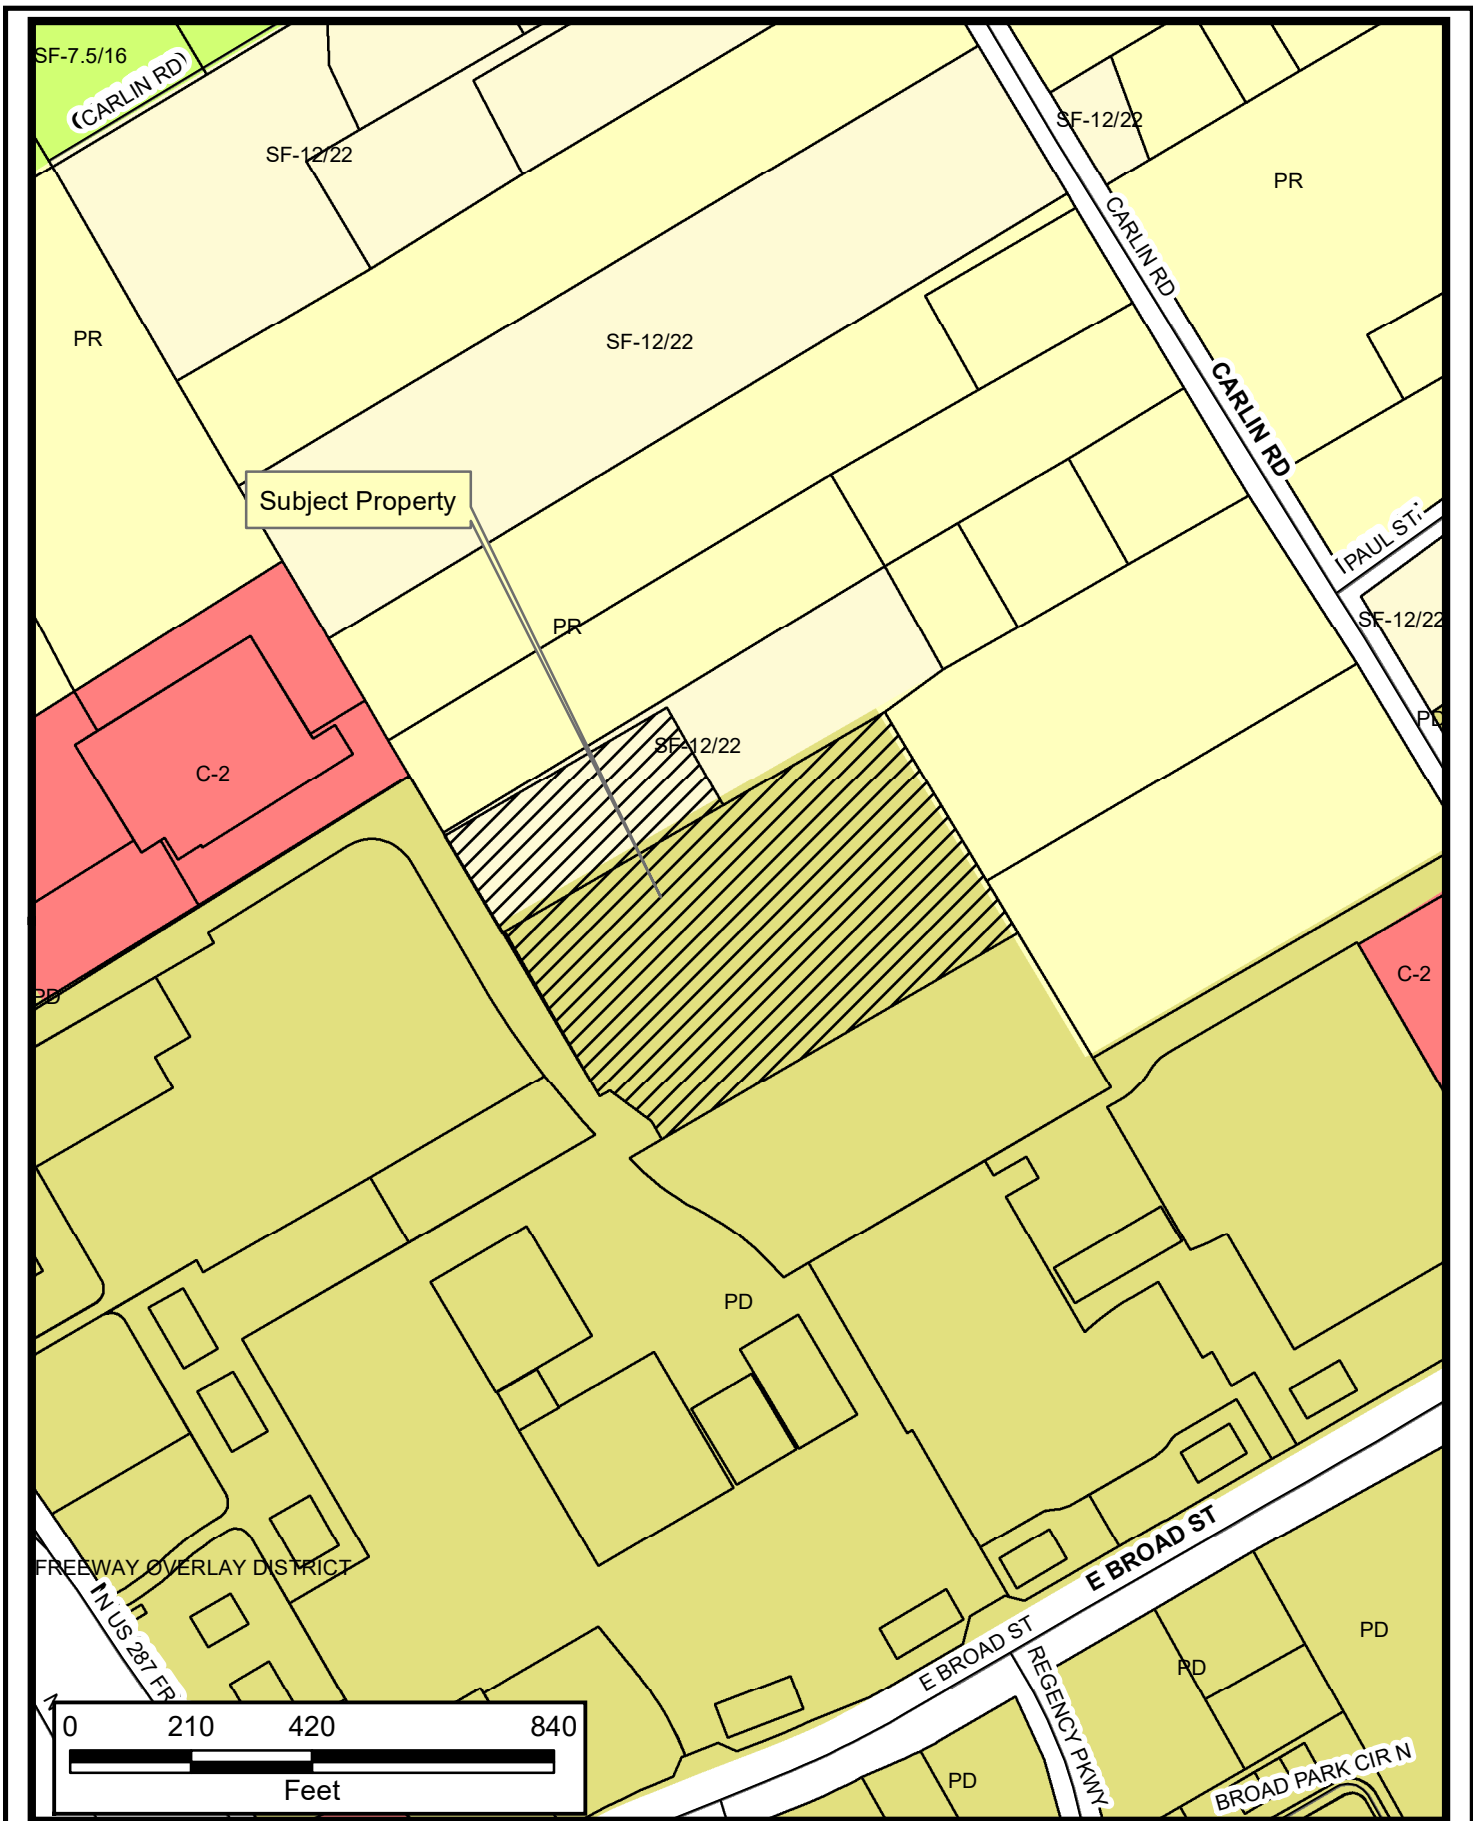 SF-7.5/16
(CARLIN RD)
SF-12/22
SF-12/22
PR
CARLIN RD
PR
SF-12/22
CARLIN RD
Subject Property
PAUL ST
SF-12/22
PR
PD
SF-12/22
C-2
C-2
PD
PD
E BROAD ST
FREEWAY OVERLAY DISTRICT
N US 287 FR
E BROAD ST
REGENCY PKWY
PD
PD
PD
BROAD PARK CIR N
0 210 420 840
Feet